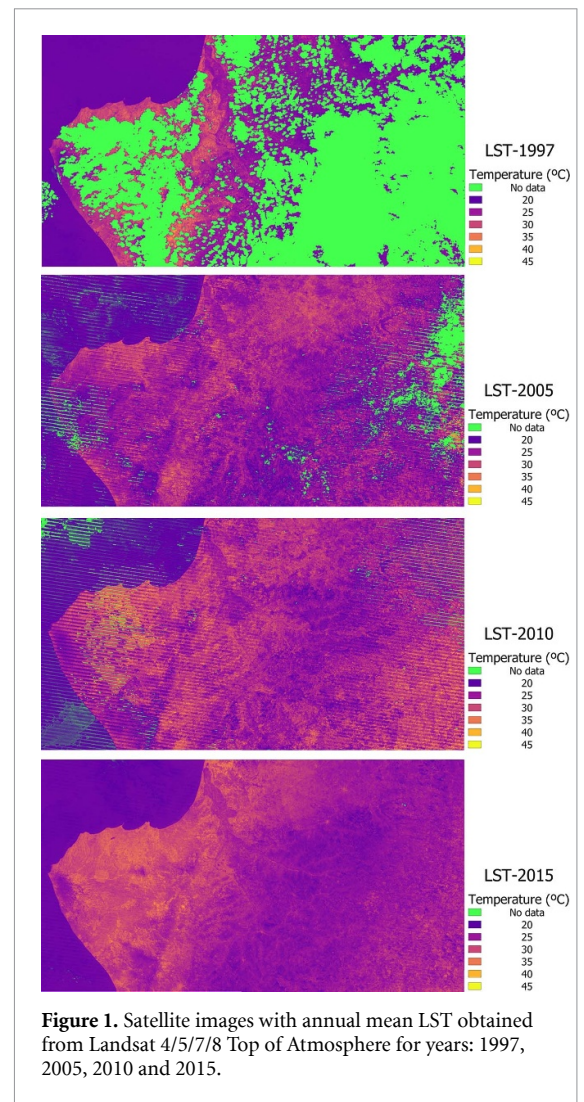 LST-1997
Temperature (ºC)
No data
20
25
30
35
40
45
LST-2005
Temperature (ºC)
No data
20
25
30
35
40
45
LST-2010
Temperature (ºC)
No data
20
25
30
35
40
45
LST-2015
Temperature (ºC)
No data
20
25
30
35
40
45
Figure 1. Satellite images with annual mean LST obtained
from Landsat 4/5/7/8 Top of Atmosphere for years: 1997,
2005, 2010 and 2015.